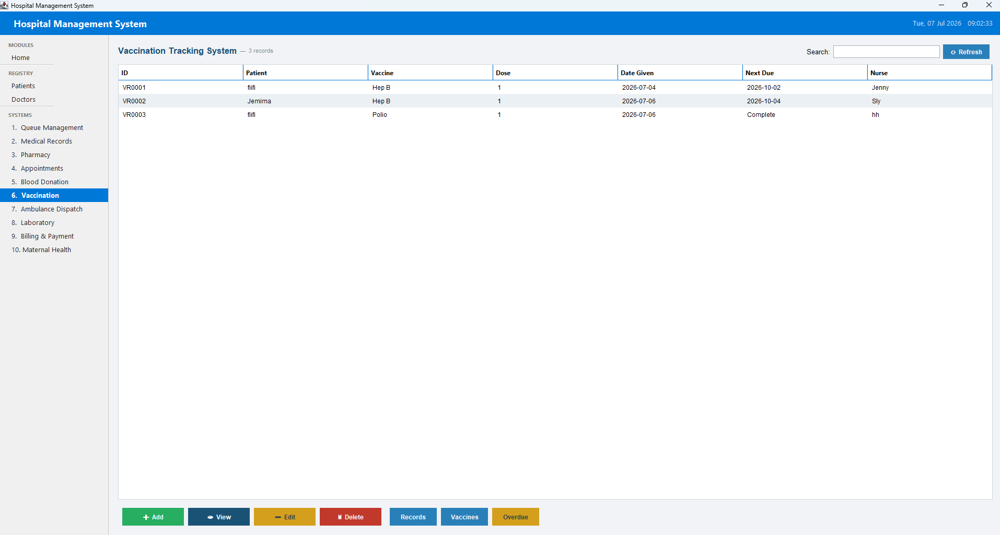 Hospital Management System
Hospital Management System
Tue, 07 Jul 2026 09:02:33
MODULES
Home
REGISTRY
Patients
Doctors
SYSTEMS
1. Queue Management
2. Medical Records
3. Pharmacy
4. Appointments
5. Blood Donation
6. Vaccination
7. Ambulance Dispatch
8. Laboratory
9. Billing & Payment
10. Maternal Health
Vaccination Tracking System — 3 records
Search: Refresh
ID Patient Vaccine Dose Date Given Next Due Nurse
VR0001 fiifi Hep B 1 2026-07-04 2026-10-02 Jenny
VR0002 Jemima Hep B 1 2026-07-06 2026-10-04 Sly
VR0003 fiifi Polio 1 2026-07-06 Complete hh
Add View Edit Delete Records Vaccines Overdue